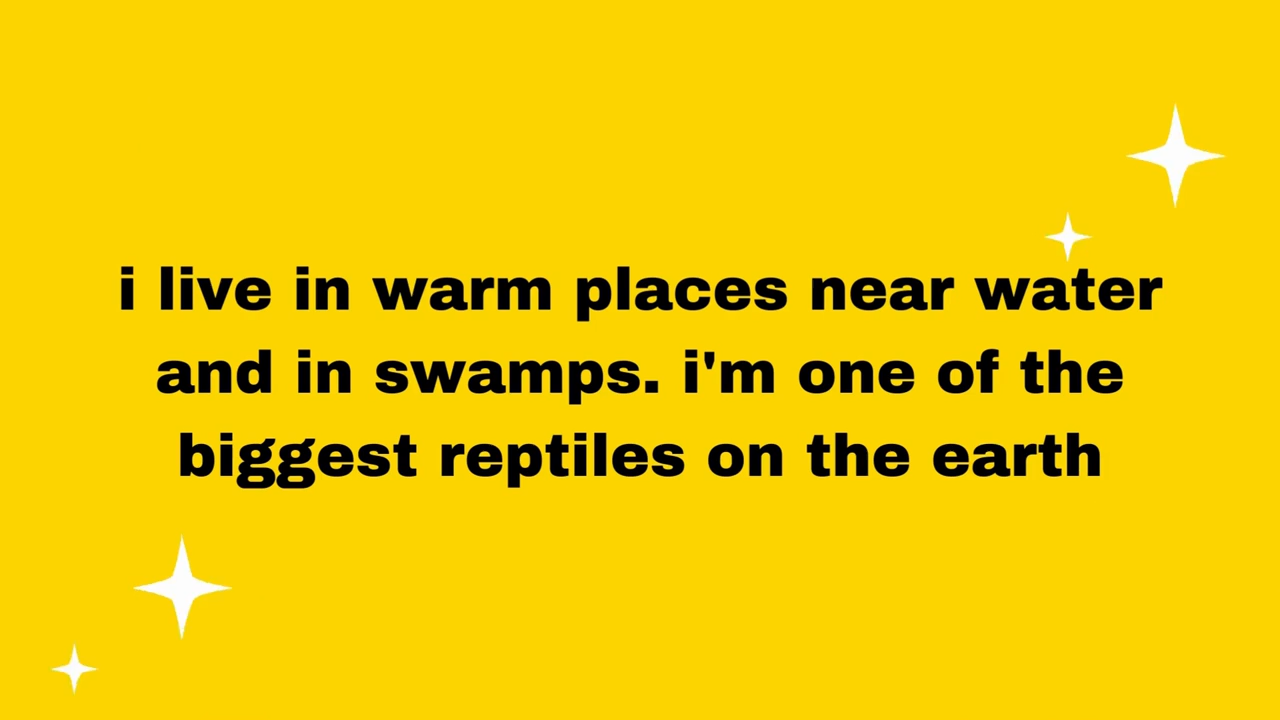 i live in warm places near water
and in swamps. i'm one of the
biggest reptiles on the earth